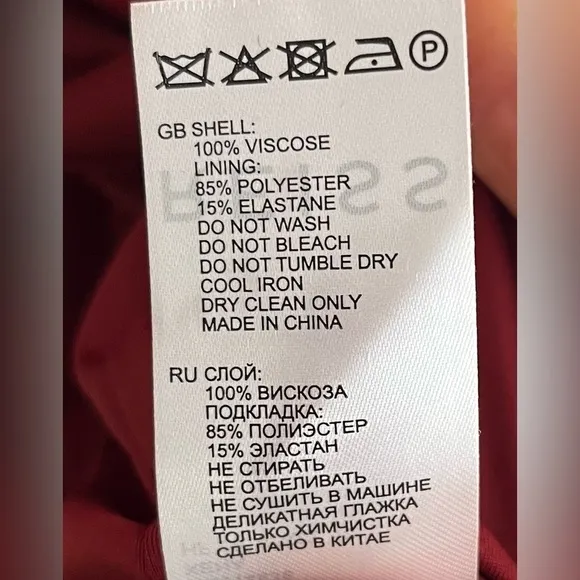 P
GB SHELL:
100% VISCOSE
LINING:
85% POLYESTER
15% ELASTANE
DO NOT WASH
DO NOT BLEACH
DO NOT TUMBLE DRY
COOL IRON
DRY CLEAN ONLY
MADE IN CHINA
RU СЛОЙ:
100% ВИСКОЗА
ПОДКЛАДКА:
85% ПОЛИЭСТЕР
15% ЭЛАСТАН
НЕ СТИРАТЬ
НЕ ОТБЕЛИВАТЬ
НЕ СУШИТЬ В МАШИНЕ
ДЕЛИКАТНАЯ ГЛАЖКА
ТОЛЬКО ХИМЧИСТКА
СДЕЛАНО В КИТАЕ